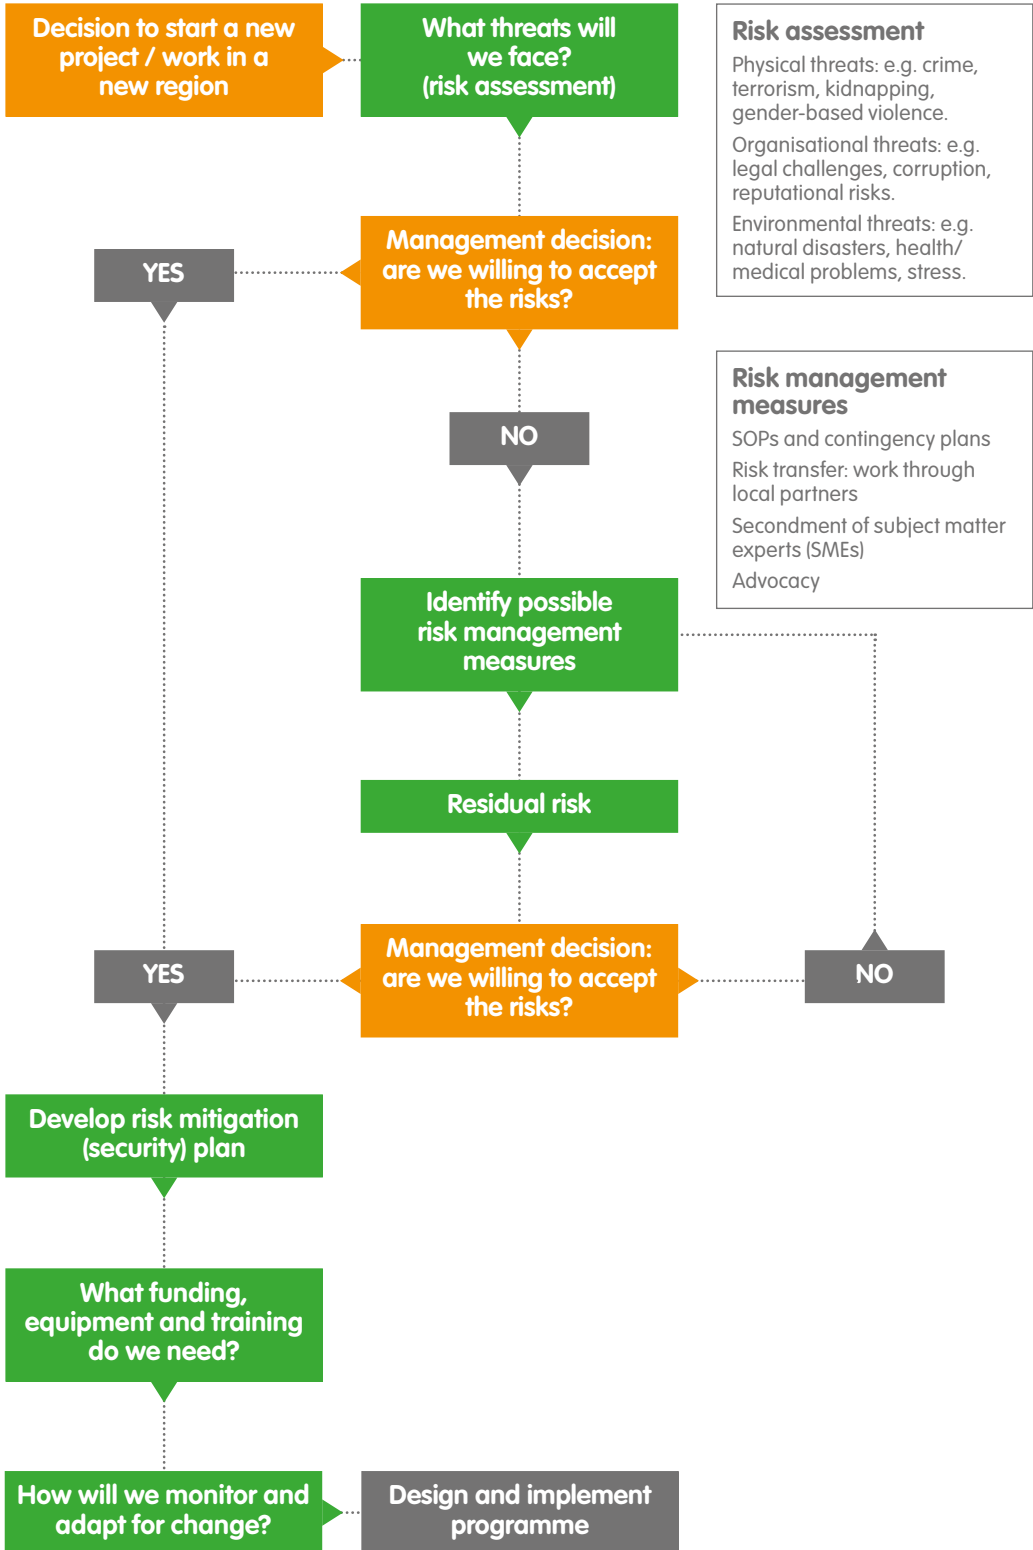 Decision to start a new
project / work in a
new region
What threats will
we face?
(risk assessment)
Risk assessment
Physical threats: e.g. crime,
terrorism, kidnapping,
gender-based violence.
Organisational threats: e.g.
legal challenges, corruption,
reputational risks.
Environmental threats: e.g.
natural disasters, health/
medical problems, stress.
Management decision:
are we willing to accept
the risks?
YES
NO
Risk management
measures
SOPs and contingency plans
Risk transfer: work through
local partners
Secondment of subject matter
experts (SMEs)
Advocacy
Identify possible
risk management
measures
Residual risk
Management decision:
are we willing to accept
the risks?
YES
NO
Develop risk mitigation
(security) plan
What funding,
equipment and training
do we need?
How will we monitor and
adapt for change?
Design and implement
programme